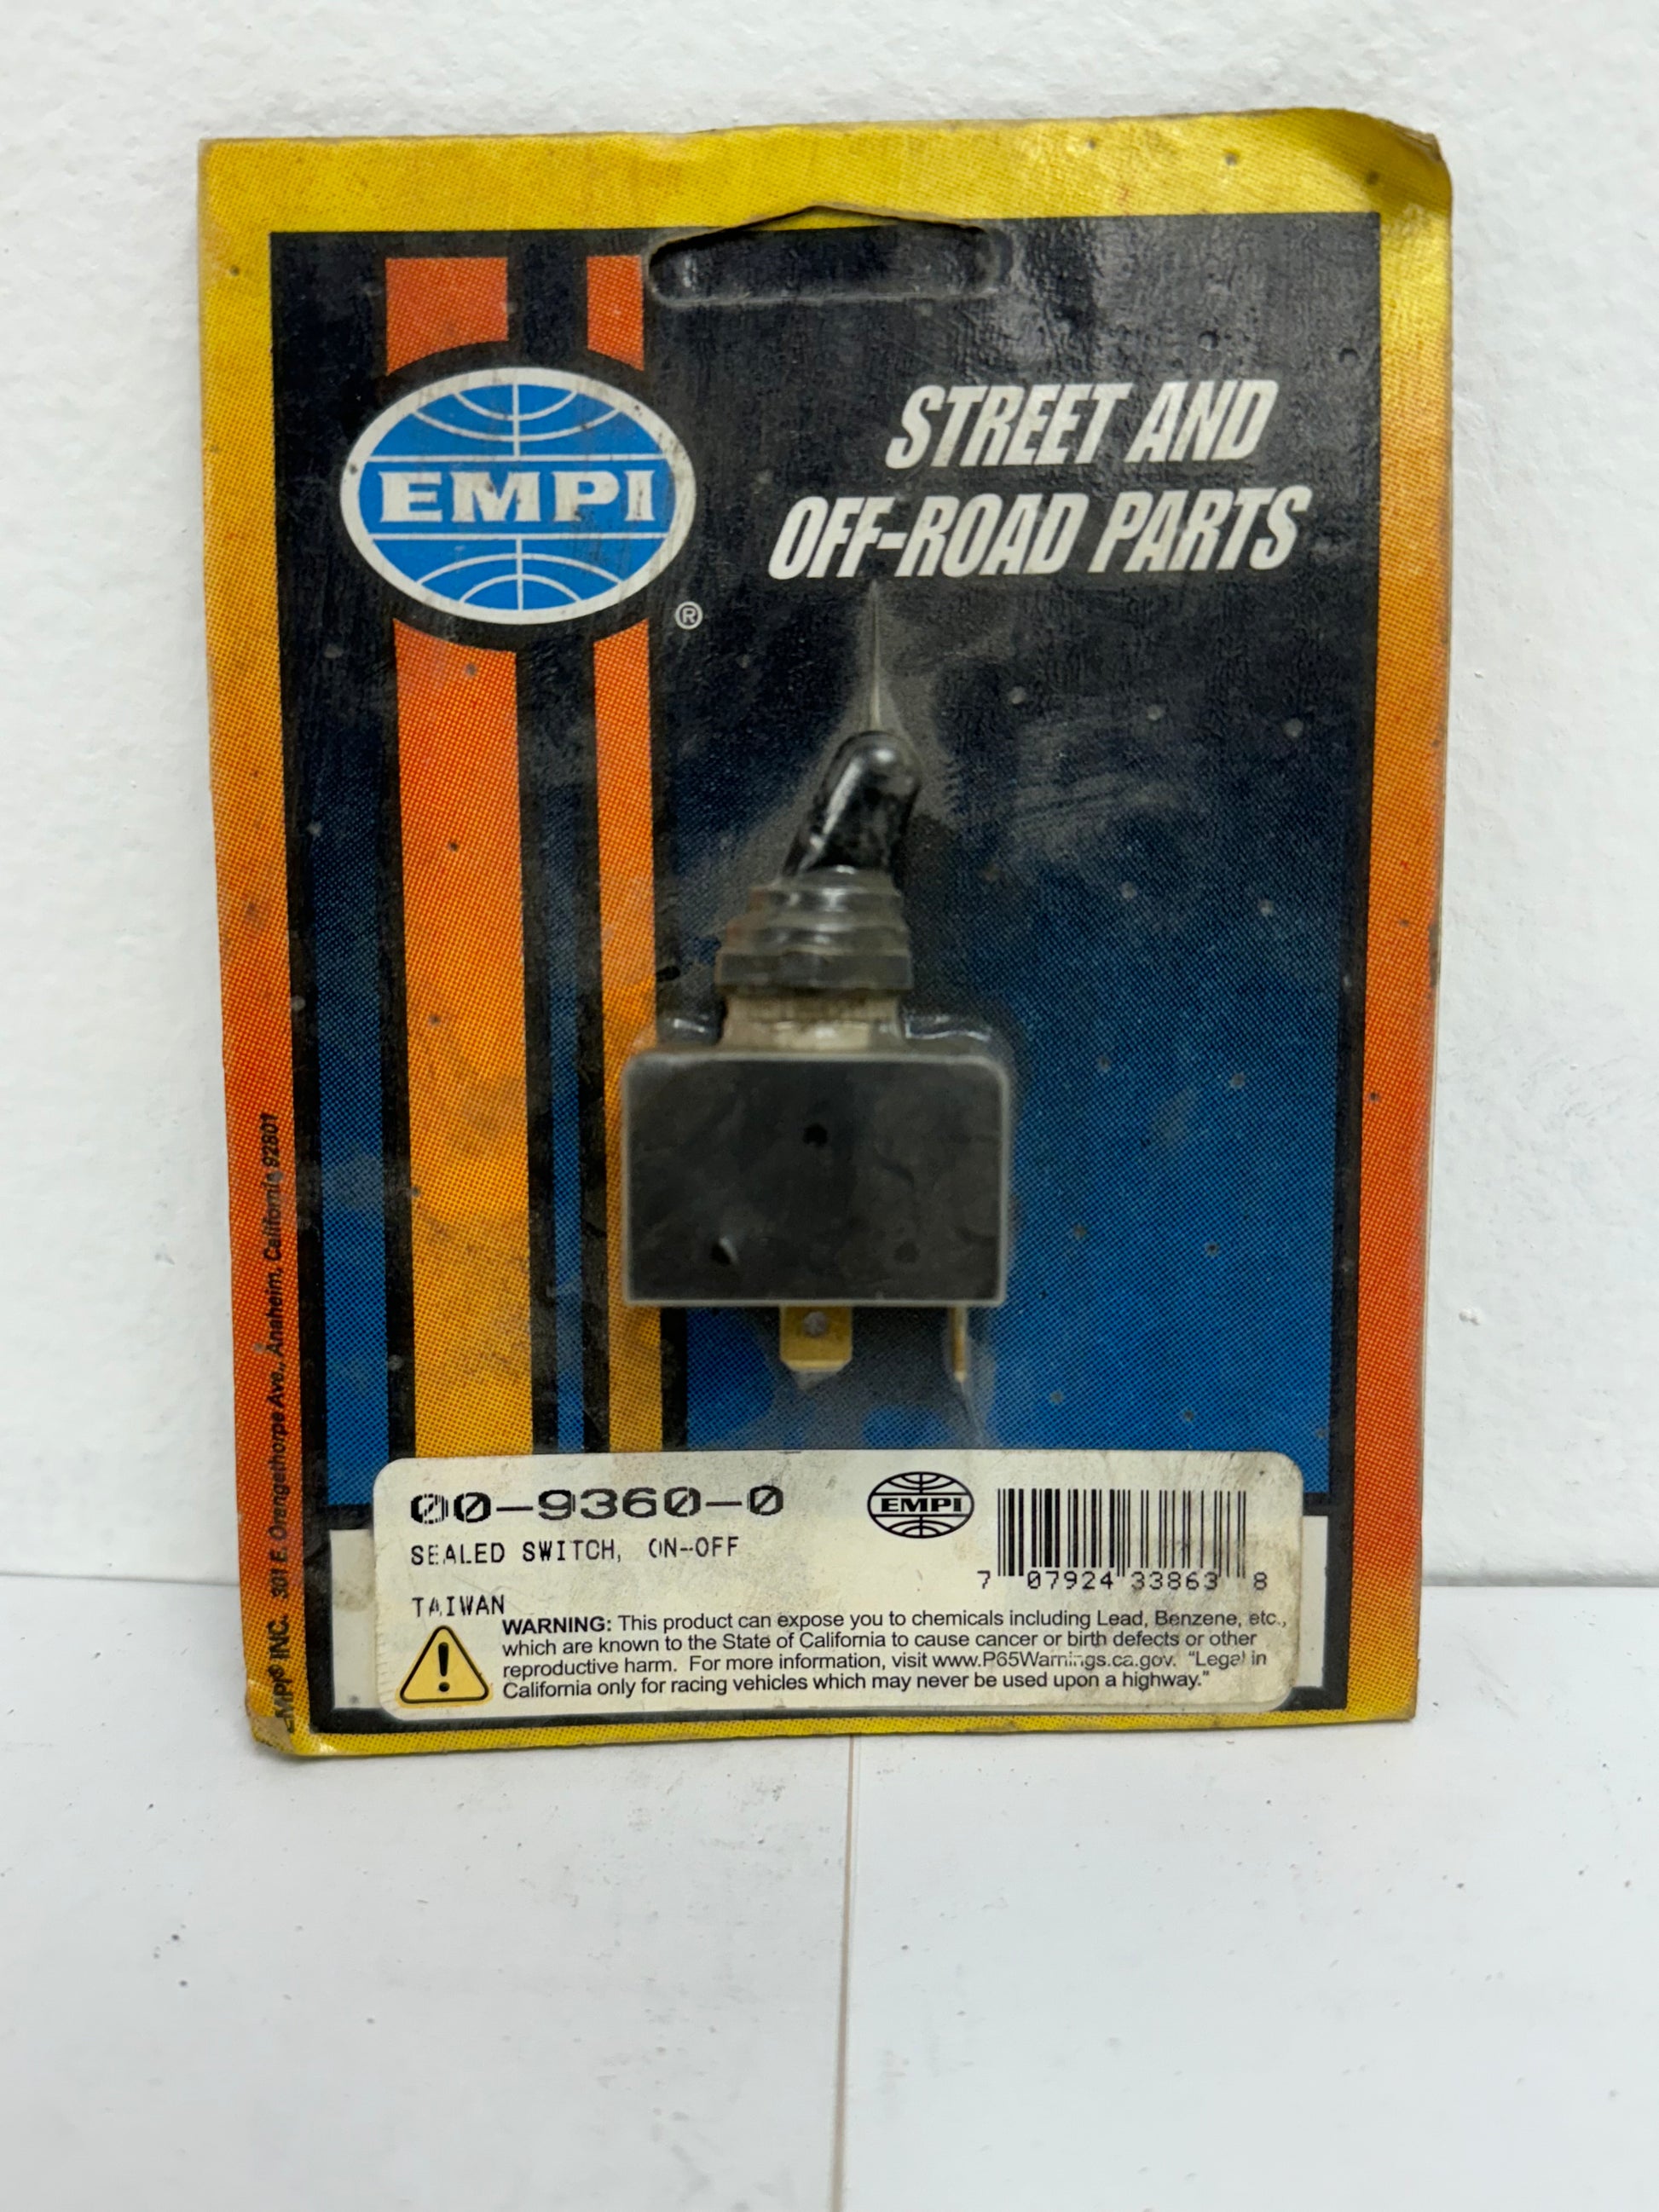 EMPI
®
STREET AND
OFF-ROAD PARTS
EMPI® INC. 301 E. Orangethorpe Ave., Anaheim, California 92801
00-9360-0
SEALED SWITCH, ON-OFF
TAIWAN
EMPI
7 07924 33863 8
WARNING: This product can expose you to chemicals including Lead, Benzene, etc.,
which are known to the State of California to cause cancer or birth defects or other
reproductive harm. For more information, visit www.P65Warnings.ca.gov. "Legal in
California only for racing vehicles which may never be used upon a highway."